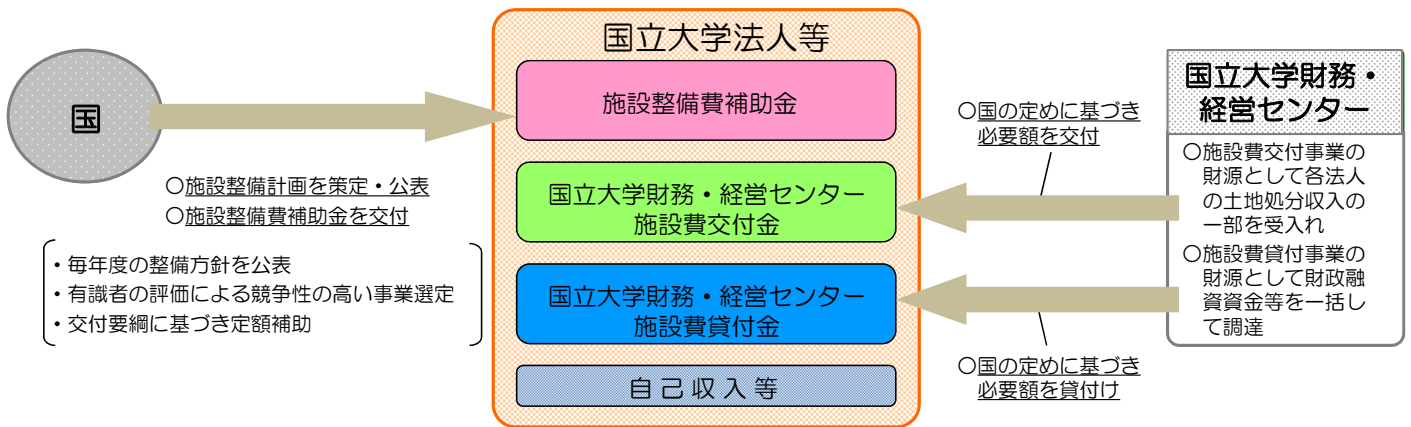 国
〇施設整備計画を策定・公表
〇施設整備費補助金を交付
・毎年度の整備方針を公表
・有識者の評価による競争性の高い事業選定
・交付要綱に基づき定額補助
国立大学法人等
施設整備費補助金
国立大学財務・経営センター
施設費交付金
国立大学財務・経営センター
施設費貸付金
自己収入等
〇国の定めに基づき
必要額を交付
〇国の定めに基づき
必要額を貸付け
国立大学財務・
経営センター
〇施設費交付事業の
財源として各法人
の土地処分収入の
一部を受入れ
〇施設費貸付事業の
財源として財政融
資資金等を一括し
て調達